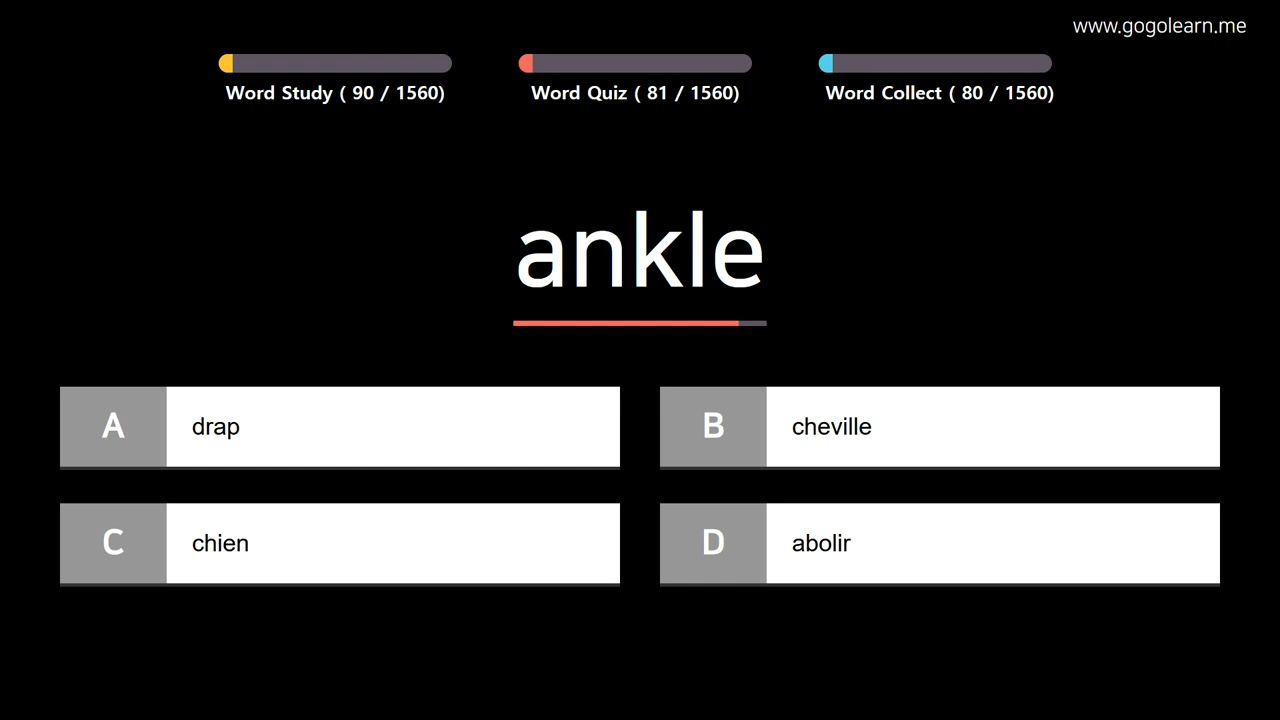 www.gogolearn.me
Word Study ( 90 / 1560)
Word Quiz ( 81 / 1560)
Word Collect ( 80 / 1560)
ankle
A drap
B cheville
C chien
D abolir